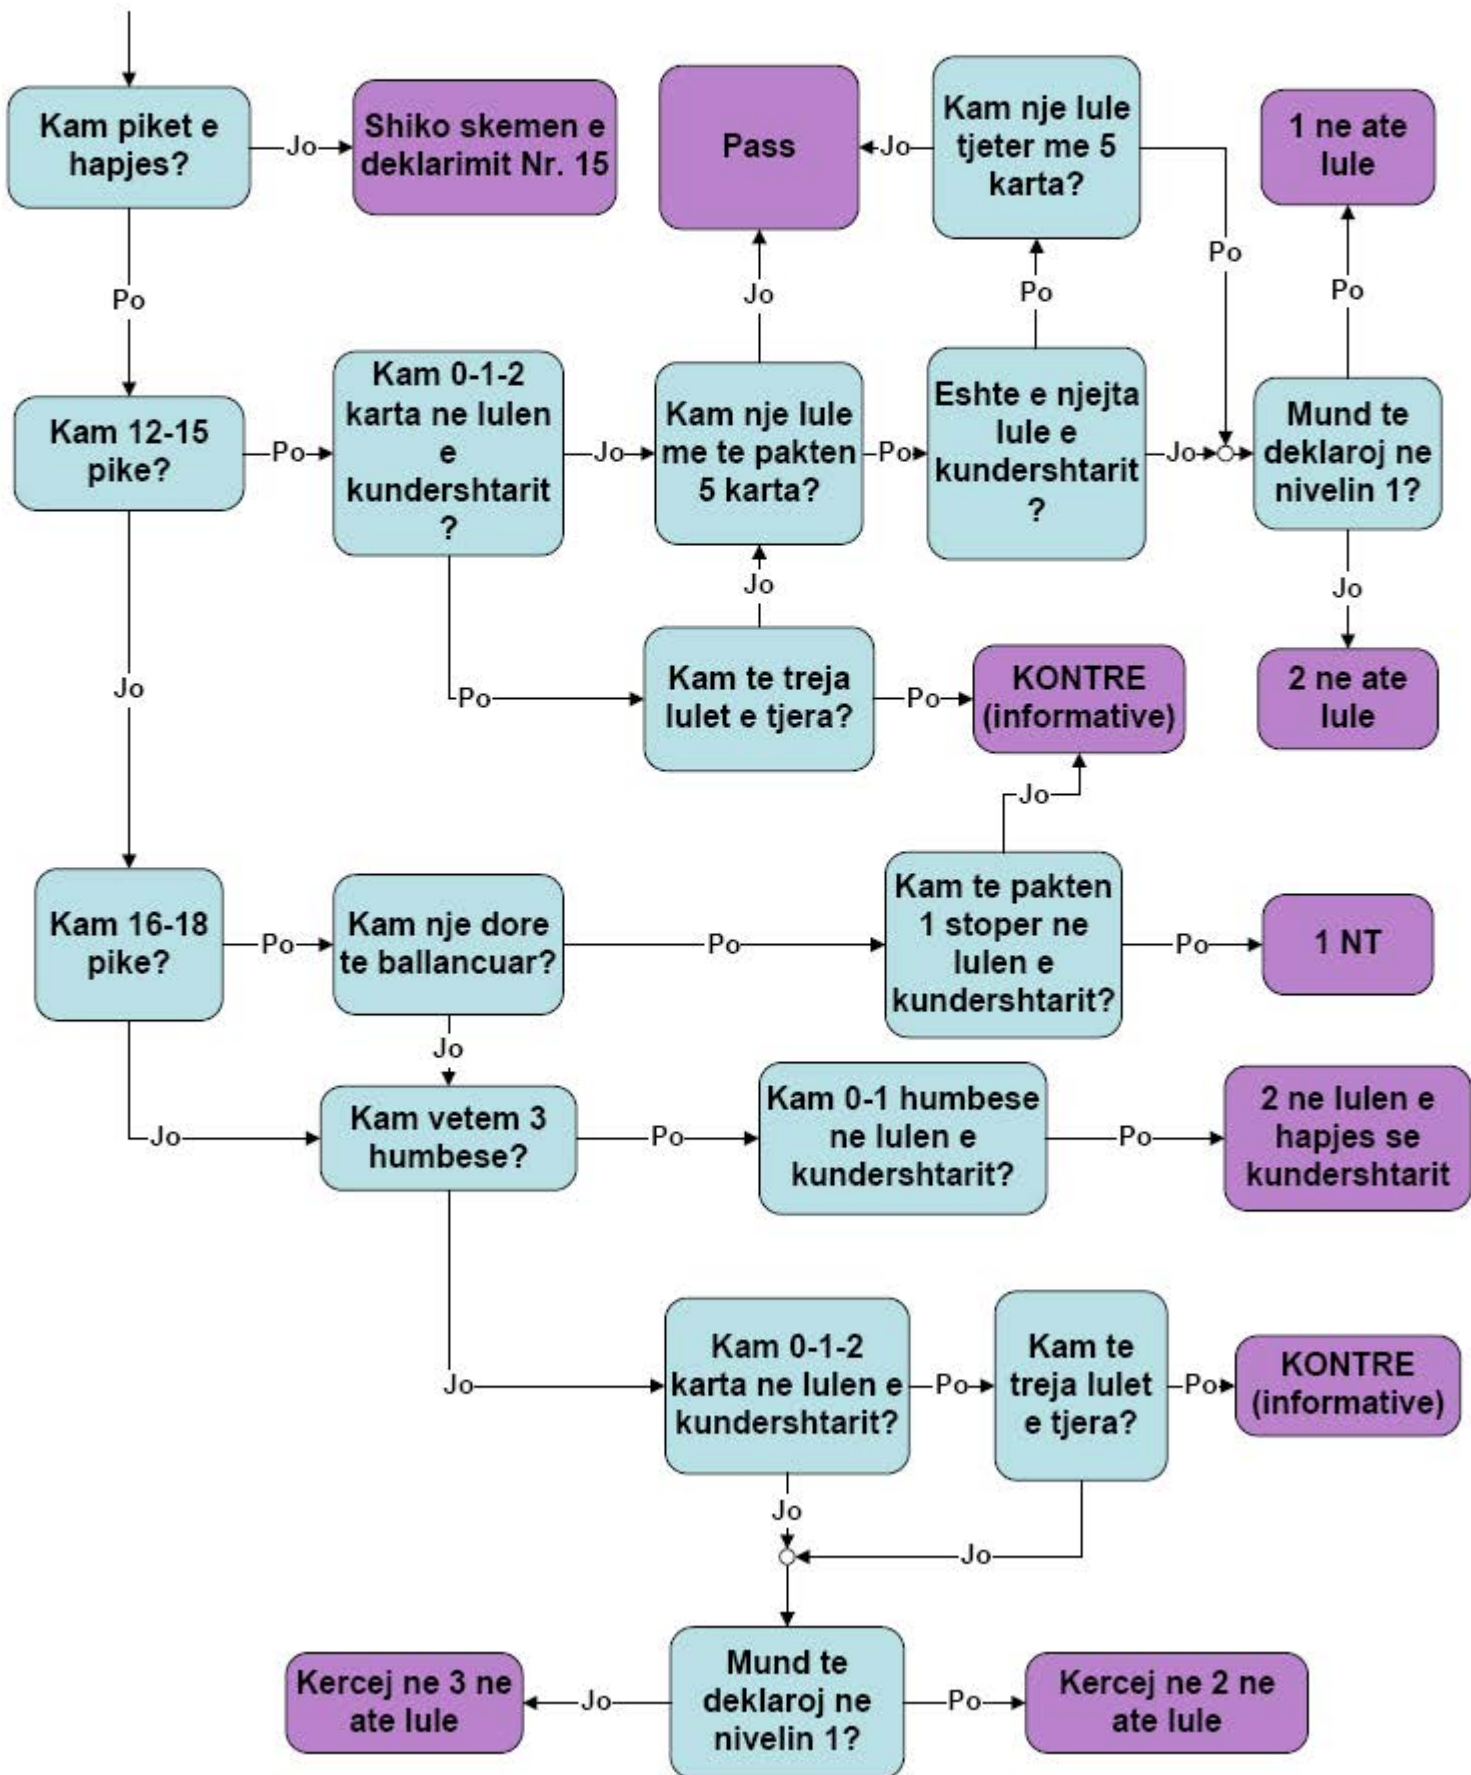 Kam piket e
hapjes?
Jo
Shiko skemen e
deklarimit Nr. 15
Pass
Jo
Kam nje lule
tjeter me 5
karta?
1 ne ate
lule
Po
Jo
Po
Po
Po
Kam 12-15
pike?
Po
Kam 0-1-2
karta ne lulen
e
kundershtarit
?
Jo
Kam nje lule
me te pakten
5 karta?
Po
Eshte e njejta
lule e
kundershtarit
?
Jo
Mund te
deklaroj ne
nivelin 1?
Jo
Jo
Jo
Po
Kam te treja
lulet e tjera?
Po
KONTRE
(informative)
2 ne ate
lule
Jo
Kam 16-18
pike?
Po
Kam nje dore
te ballancuar?
Po
Kam te pakten
1 stoper ne
lulen e
kundershtarit?
Po
1 NT
Jo
Jo
Kam vetem 3
humbese?
Po
Kam 0-1 humbese
ne lulen e
kundershtarit?
Po
2 ne lulen e
hapjes se
kundershtarit
Jo
Kam 0-1-2
karta ne lulen e
kundershtarit?
Po
Kam te
treja lulet
e tjera?
Po
KONTRE
(informative)
Jo
Jo
Kercej ne 3 ne
ate lule
Jo
Mund te
deklaroj ne
nivelin 1?
Po
Kercej ne 2 ne
ate lule